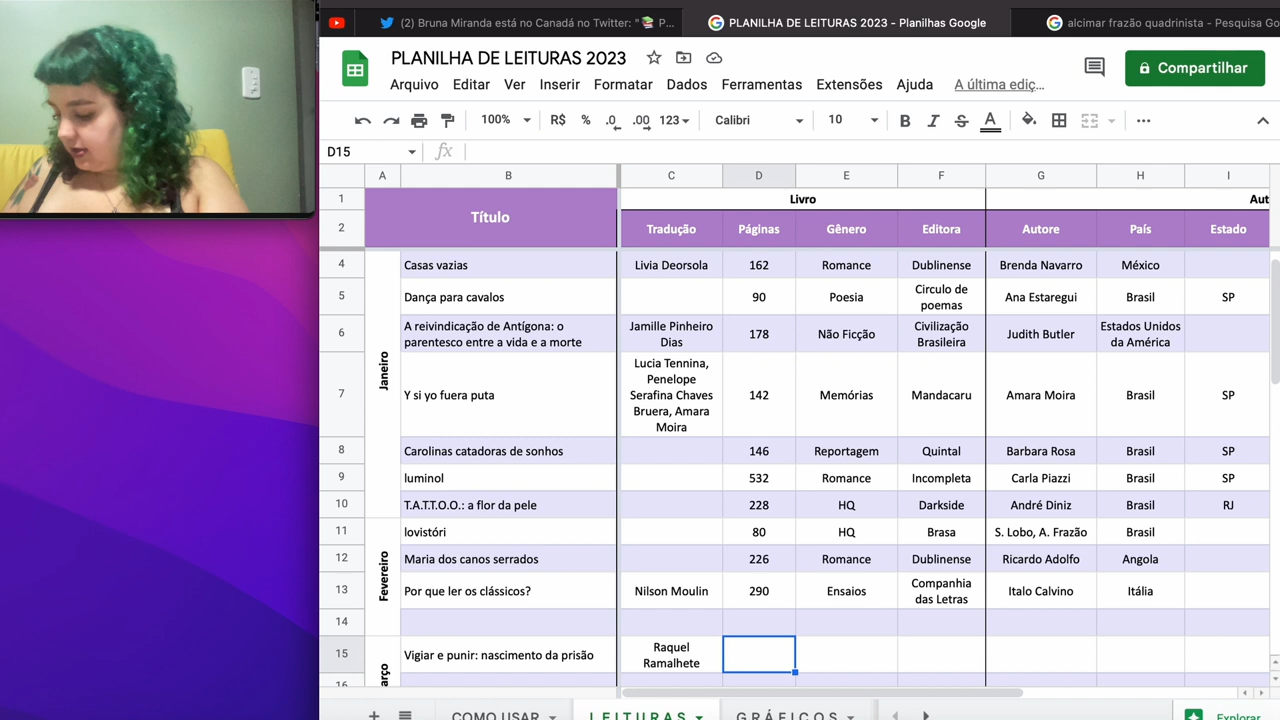 (2) Bruna Miranda está no Canadá no Twitter: "📚 P...
PLANILHA DE LEITURAS 2023 - Planilhas Google
alcimar frazão quadrinista - Pesquisa Go
PLANILHA DE LEITURAS 2023
Arquivo Editar Ver Inserir Formatar Dados Ferramentas Extensões Ajuda A última ediç...
Compartilhar
100% R$ % .0 .00 123 Calibri 10 B I S A
D15 fx
A B C D E F G H I
1 Livro Aut
2 Título Tradução Páginas Gênero Editora Autore País Estado
Janeiro
4 Casas vazias Livia Deorsola 162 Romance Dublinense Brenda Navarro México
5 Dança para cavalos 90 Poesia Circulo de poemas Ana Estaregui Brasil SP
6 A reivindicação de Antígona: o parentesco entre a vida e a morte Jamille Pinheiro Dias 178 Não Ficção Civilização Brasileira Judith Butler Estados Unidos da América
7 Y si yo fuera puta Lucia Tennina, Penelope Serafina Chaves Bruera, Amara Moira 142 Memórias Mandacaru Amara Moira Brasil SP
8 Carolinas catadoras de sonhos 146 Reportagem Quintal Barbara Rosa Brasil SP
9 luminol 532 Romance Incompleta Carla Piazzi Brasil SP
10 T.A.T.T.O.O.: a flor da pele 228 HQ Darkside André Diniz Brasil RJ
Fevereiro
11 lovistóri 80 HQ Brasa S. Lobo, A. Frazão Brasil
12 Maria dos canos serrados 226 Romance Dublinense Ricardo Adolfo Angola
13 Por que ler os clássicos? Nilson Moulin 290 Ensaios Companhia das Letras Italo Calvino Itália
14
arço
15 Vigiar e punir: nascimento da prisão Raquel Ramalhete
16
COMO USAR LEITURAS GRÁFICOS Explorar